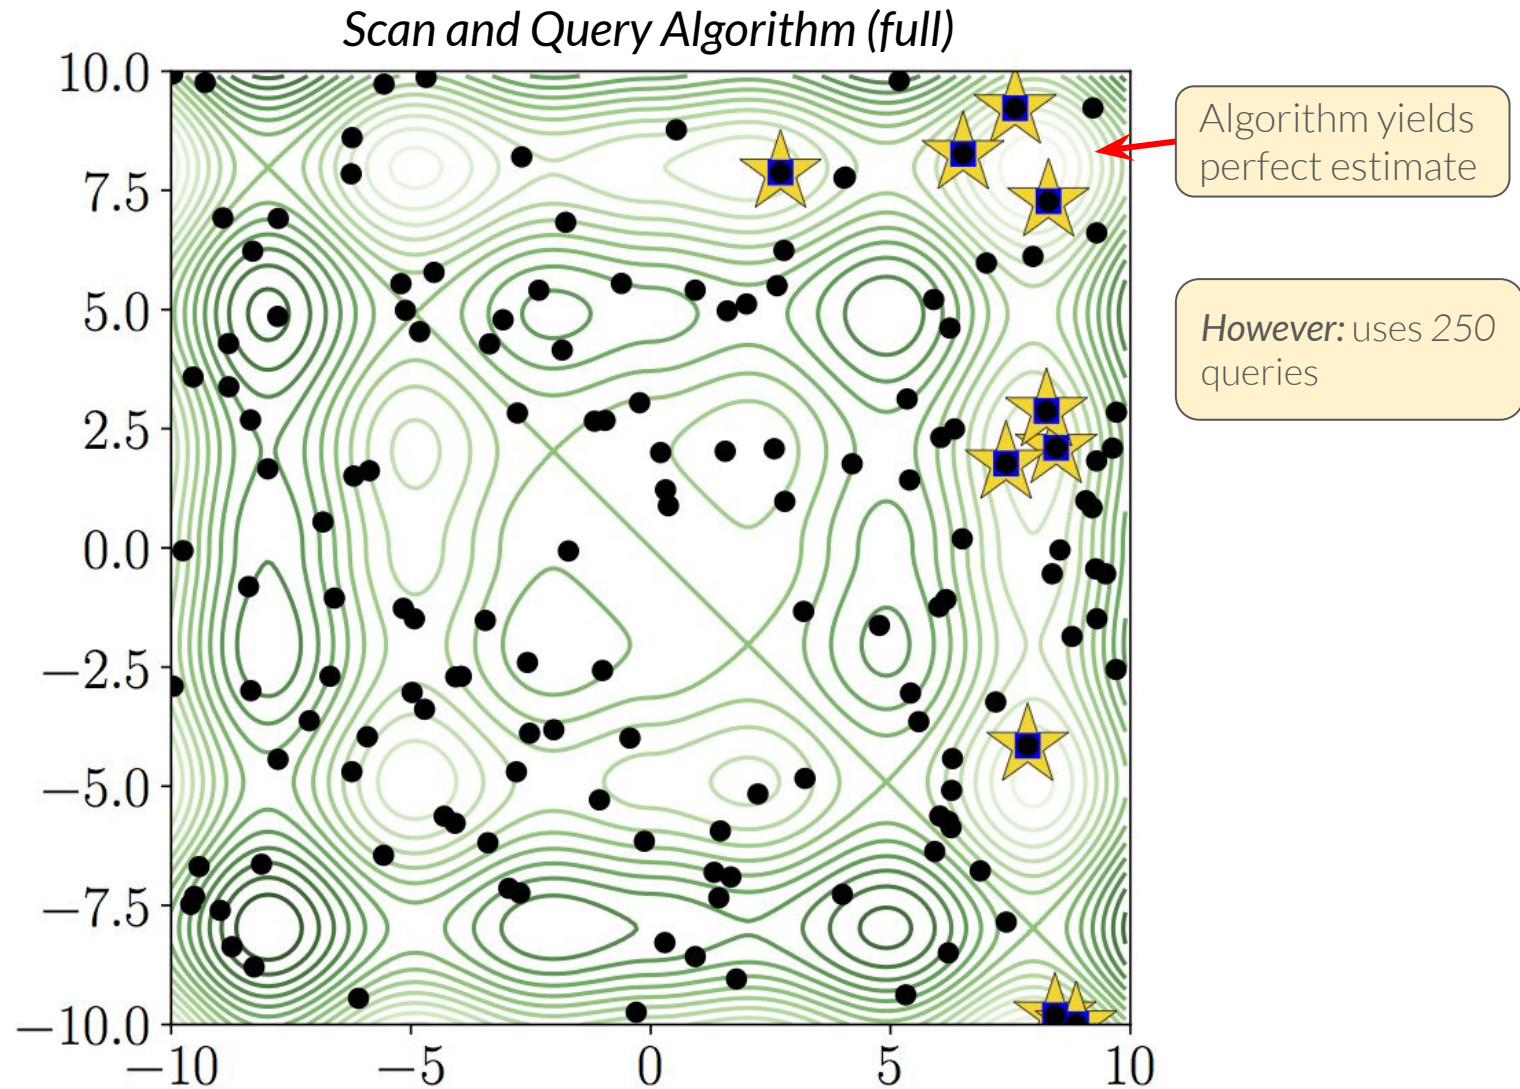 Scan and Query Algorithm (full)
10.0
7.5
5.0
2.5
0.0
−2.5
−5.0
−7.5
−10.0
−10
−5
0
5
10
Algorithm yields
perfect estimate
However: uses 250
queries